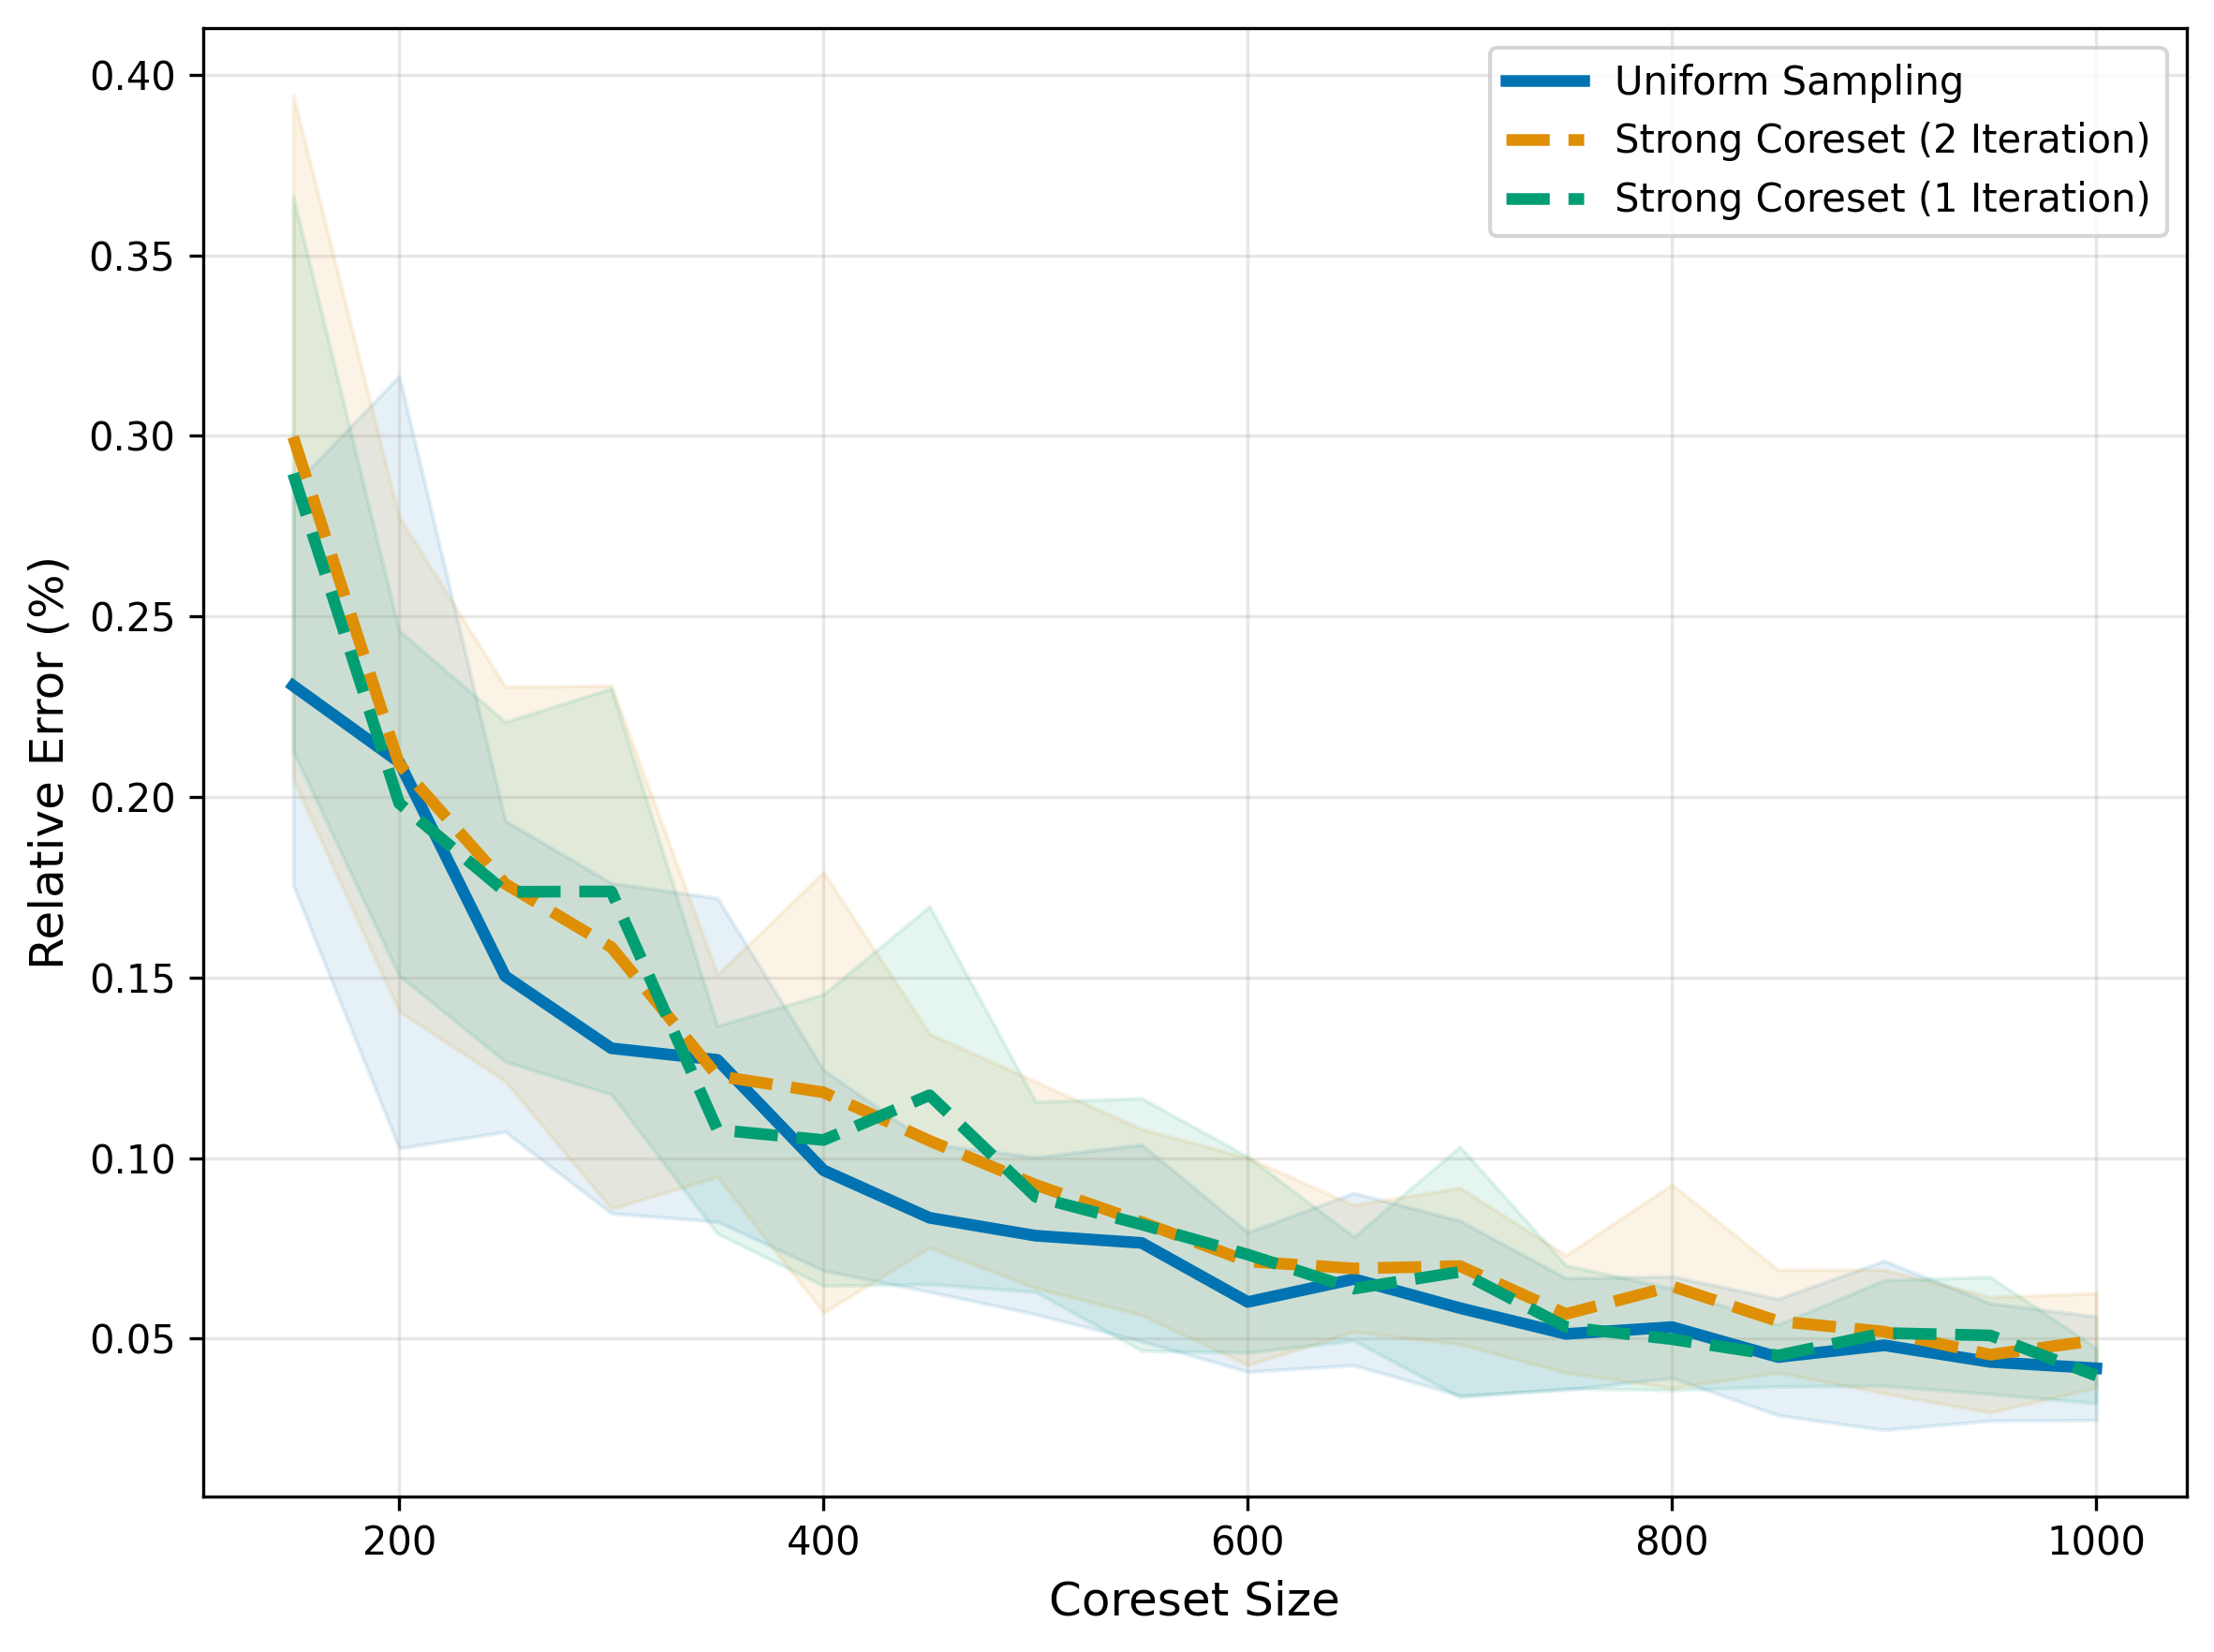 0.40
0.35
0.30
0.25
0.20
0.15
0.10
0.05
Relative Error (%)
Uniform Sampling
Strong Coreset (2 Iteration)
Strong Coreset (1 Iteration)
200
400
600
800
1000
Coreset Size